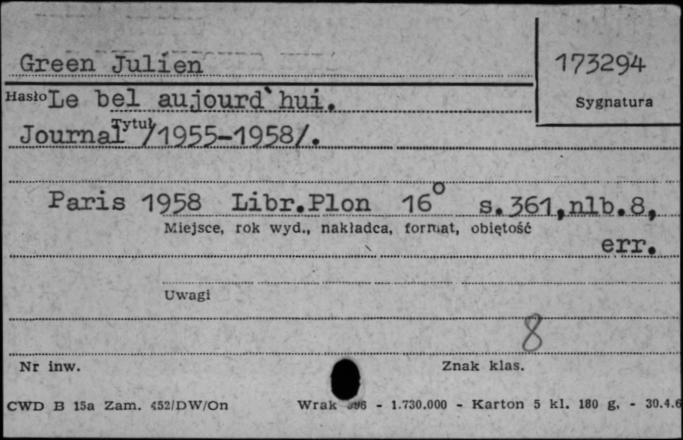 Green Julien
173294
Sygnatura
Hasło Le bel aujourd`hui.
Tytuł
Journal /1955-1958/.
Paris 1958 Libr.Plon 16° s.361,nlb.8,
Miejsce, rok wyd., nakładca, format, objętość
err.
Uwagi
8
Nr inw.
Znak klas.
CWD B 15a Zam. 452/DW/On Wrak - 1.730.000 - Karton 5 kl. 180 g. - 30.4.6